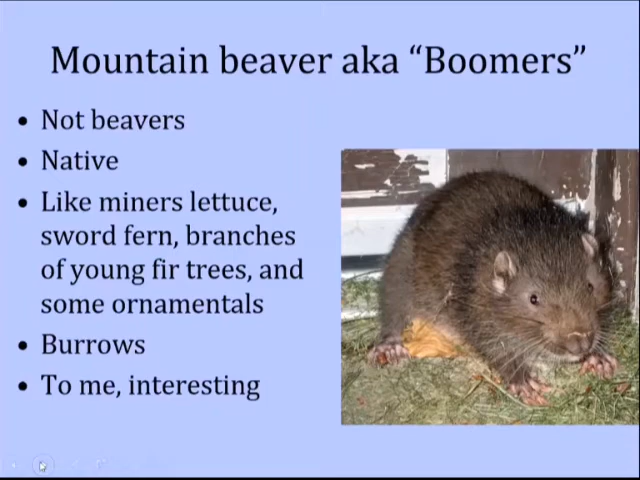 Mountain beaver aka “Boomers”
• Not beavers
• Native
• Like miners lettuce,
sword fern, branches
of young fir trees, and
some ornamentals
• Burrows
• To me, interesting